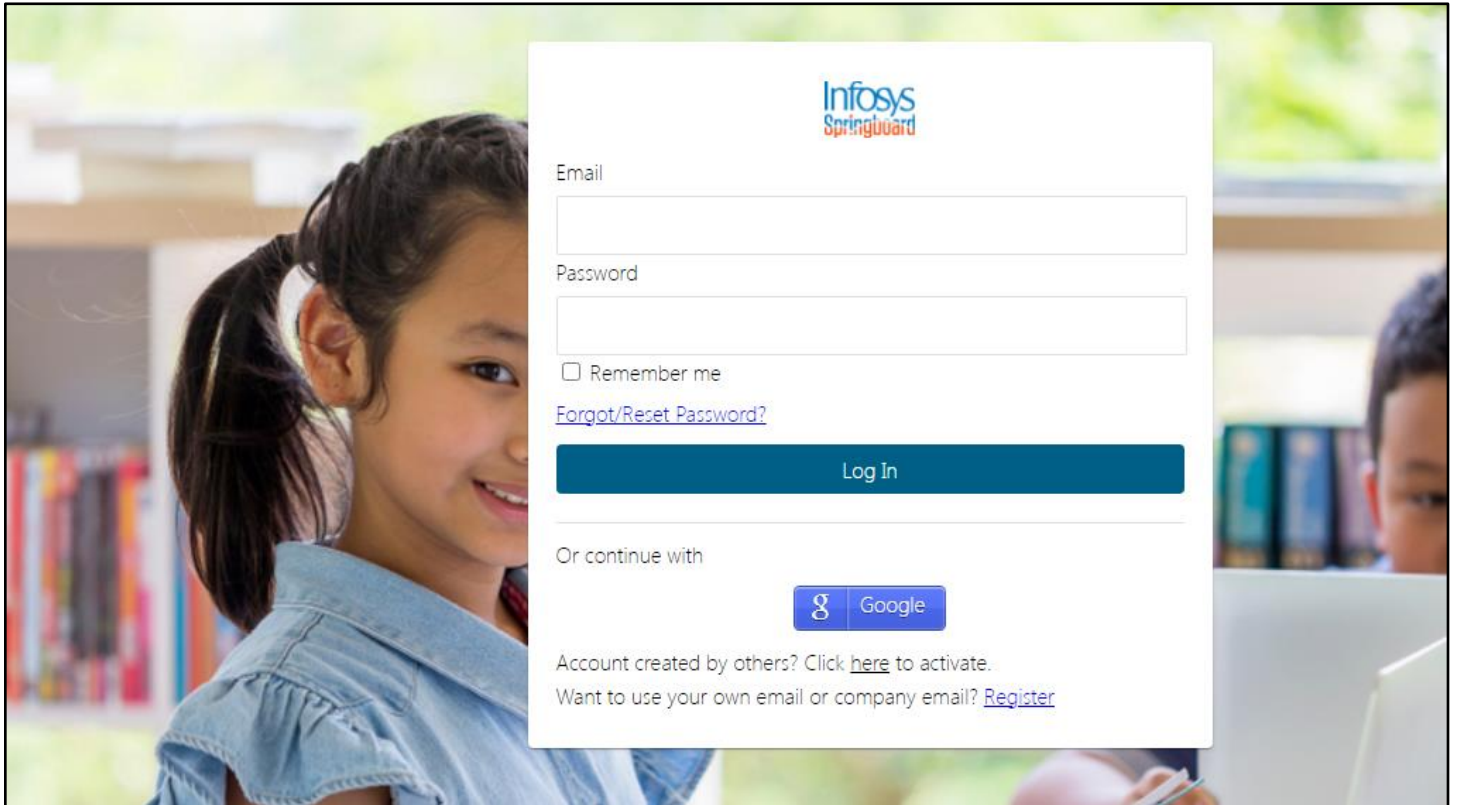 Infosys
Springboard
Email
Password
Remember me
Forgot/Reset Password?
Log In
Or continue with
g Google
Account created by others? Click here to activate.
Want to use your own email or company email? Register